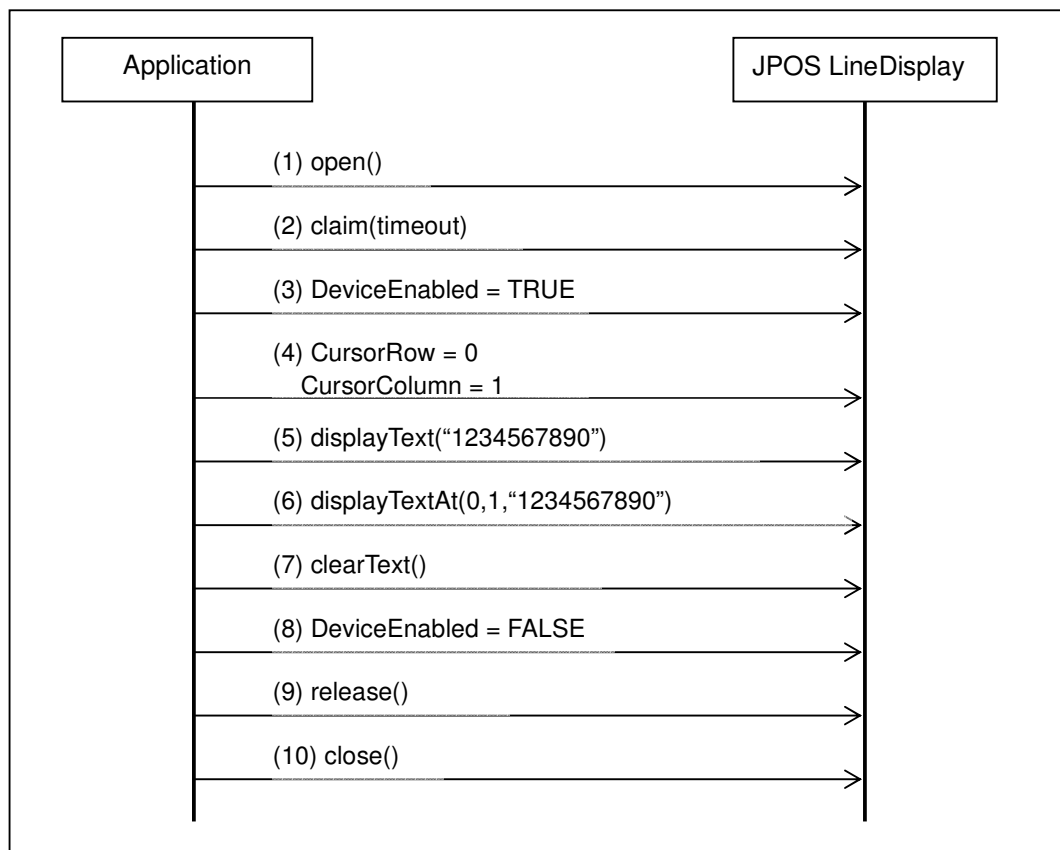 Application
JPOS LineDisplay
(1) open()
(2) claim(timeout)
(3) DeviceEnabled = TRUE
(4) CursorRow = 0
CursorColumn = 1
(5) displayText(“1234567890”)
(6) displayTextAt(0,1,“1234567890”)
(7) clearText()
(8) DeviceEnabled = FALSE
(9) release()
(10) close()